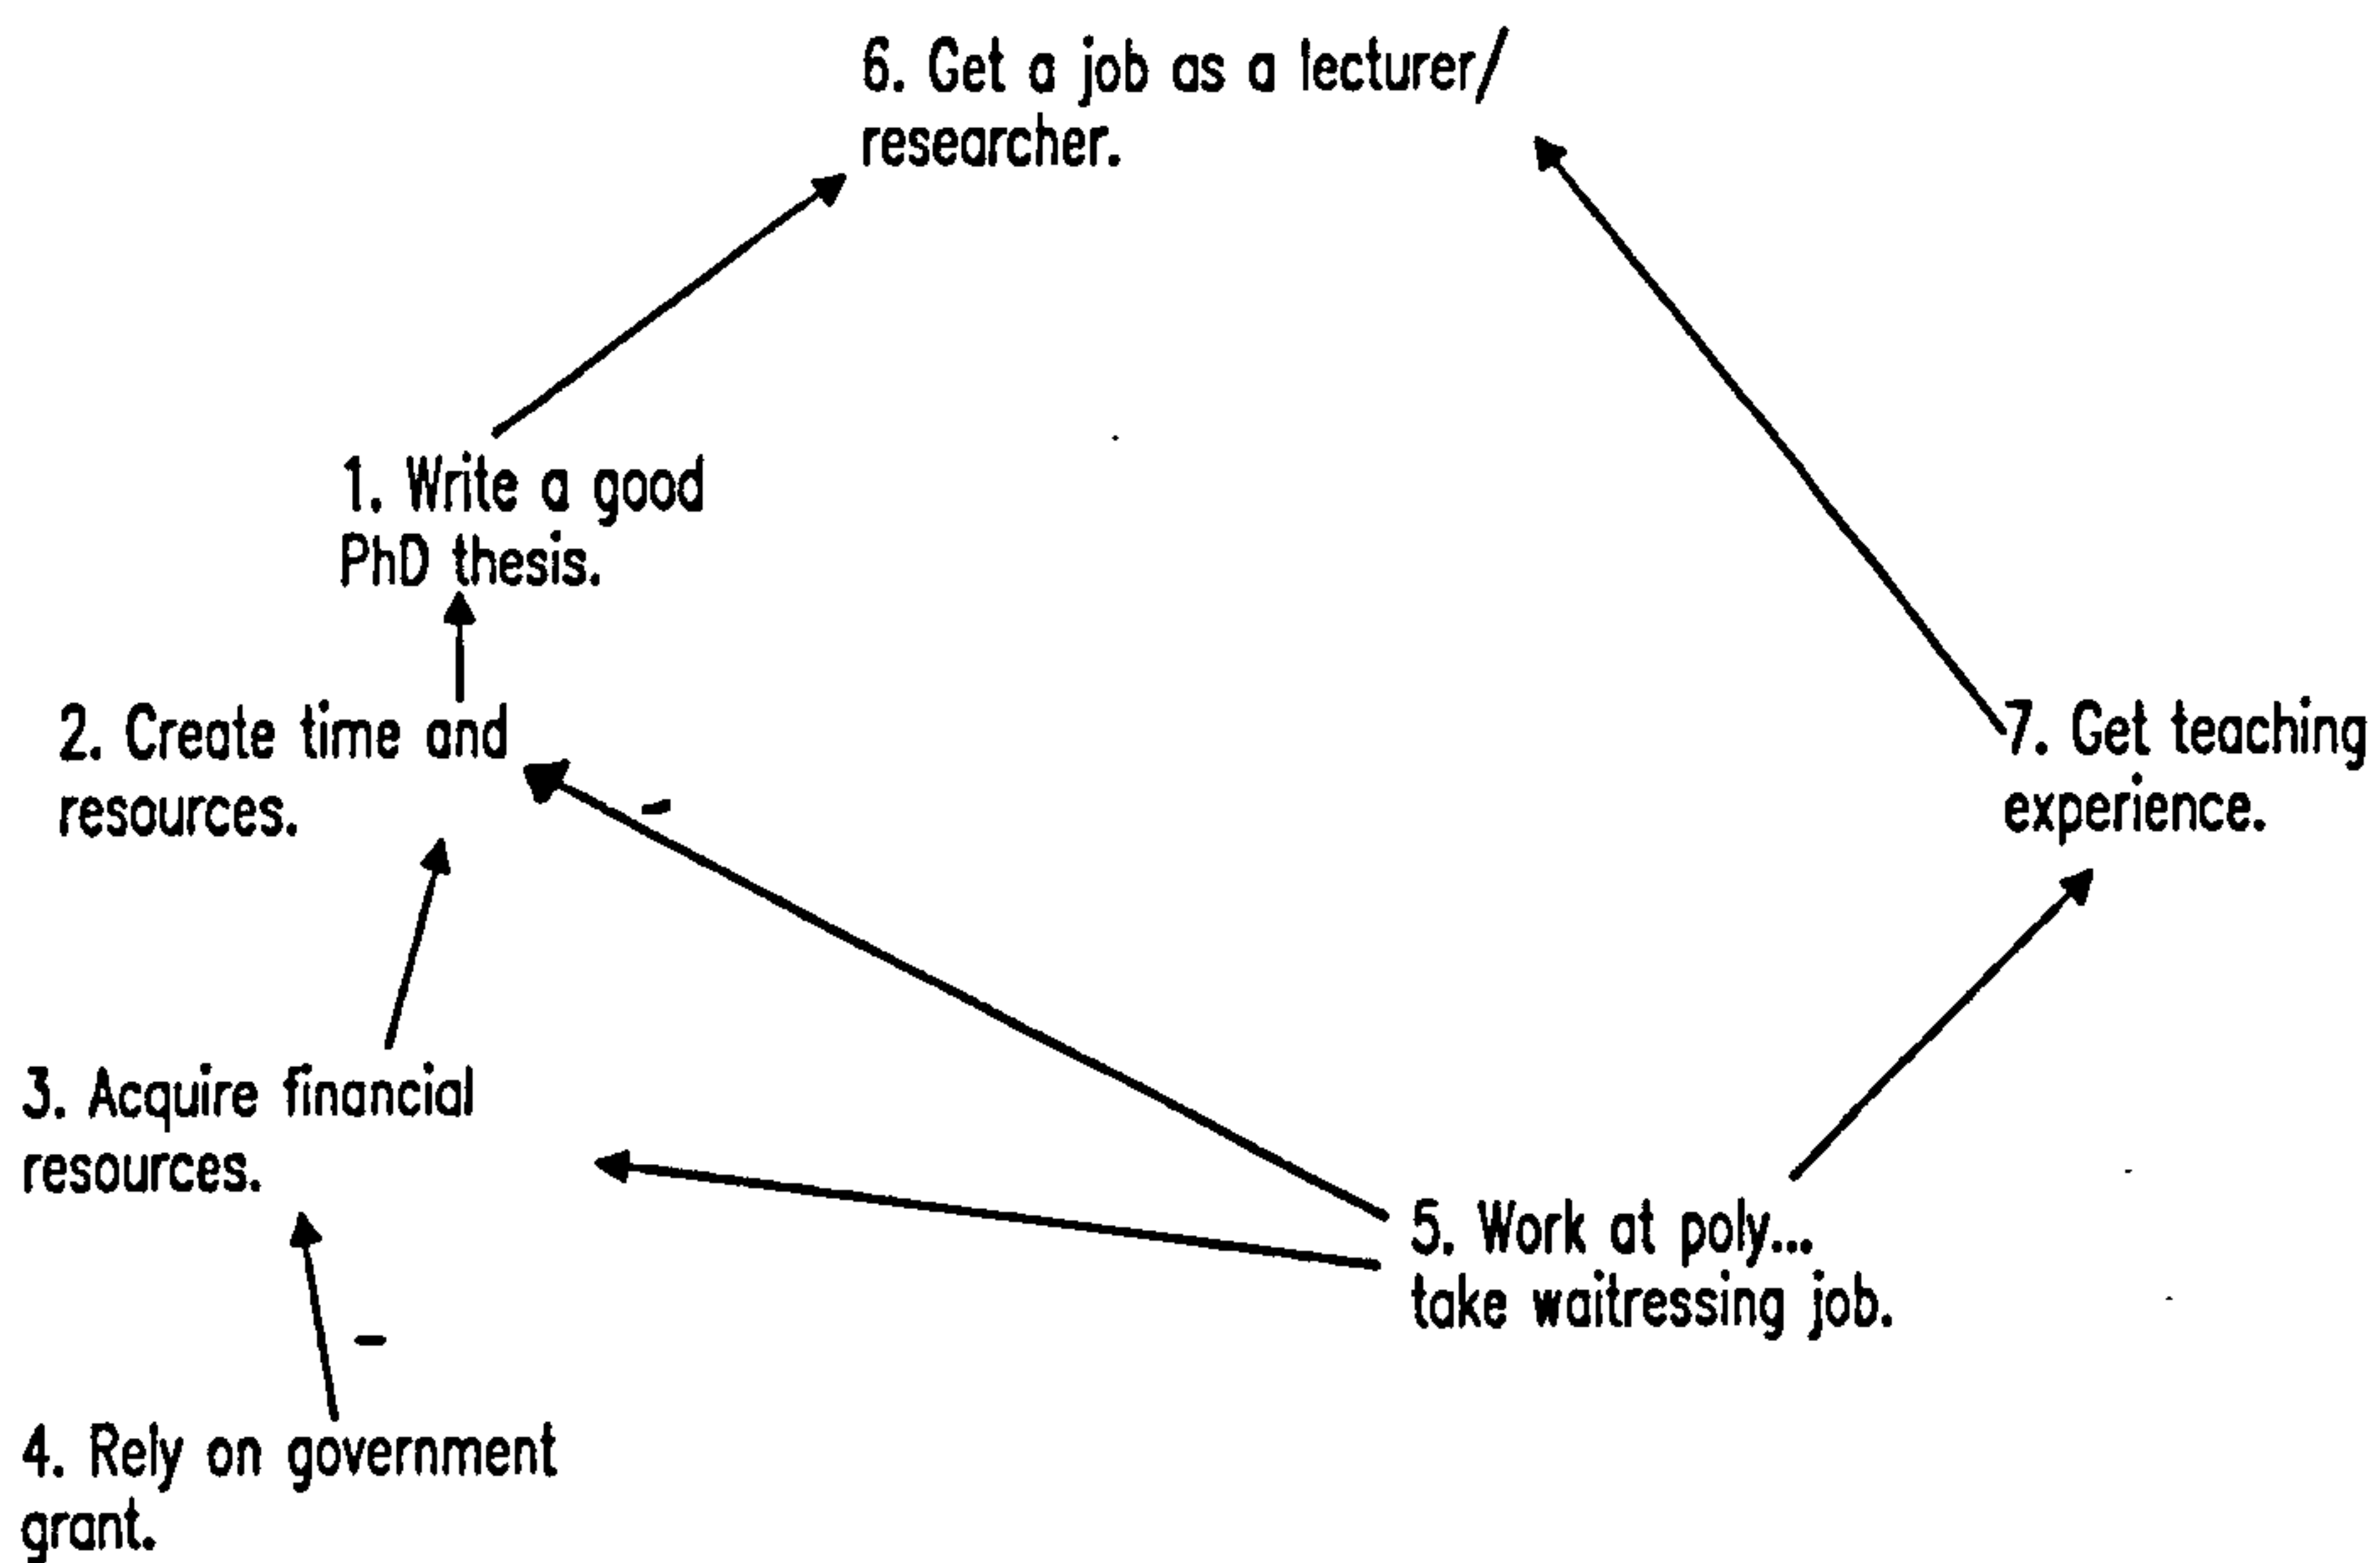 6. Get a job as a lecturer/
researcher.
1. Write a good
PhD thesis.
2. Create time and
resources.
7. Get teaching
experience.
3. Acquire financial
resources.
5. Work at poly...
take waitressing job.
4. Rely on government
grant.
-
-